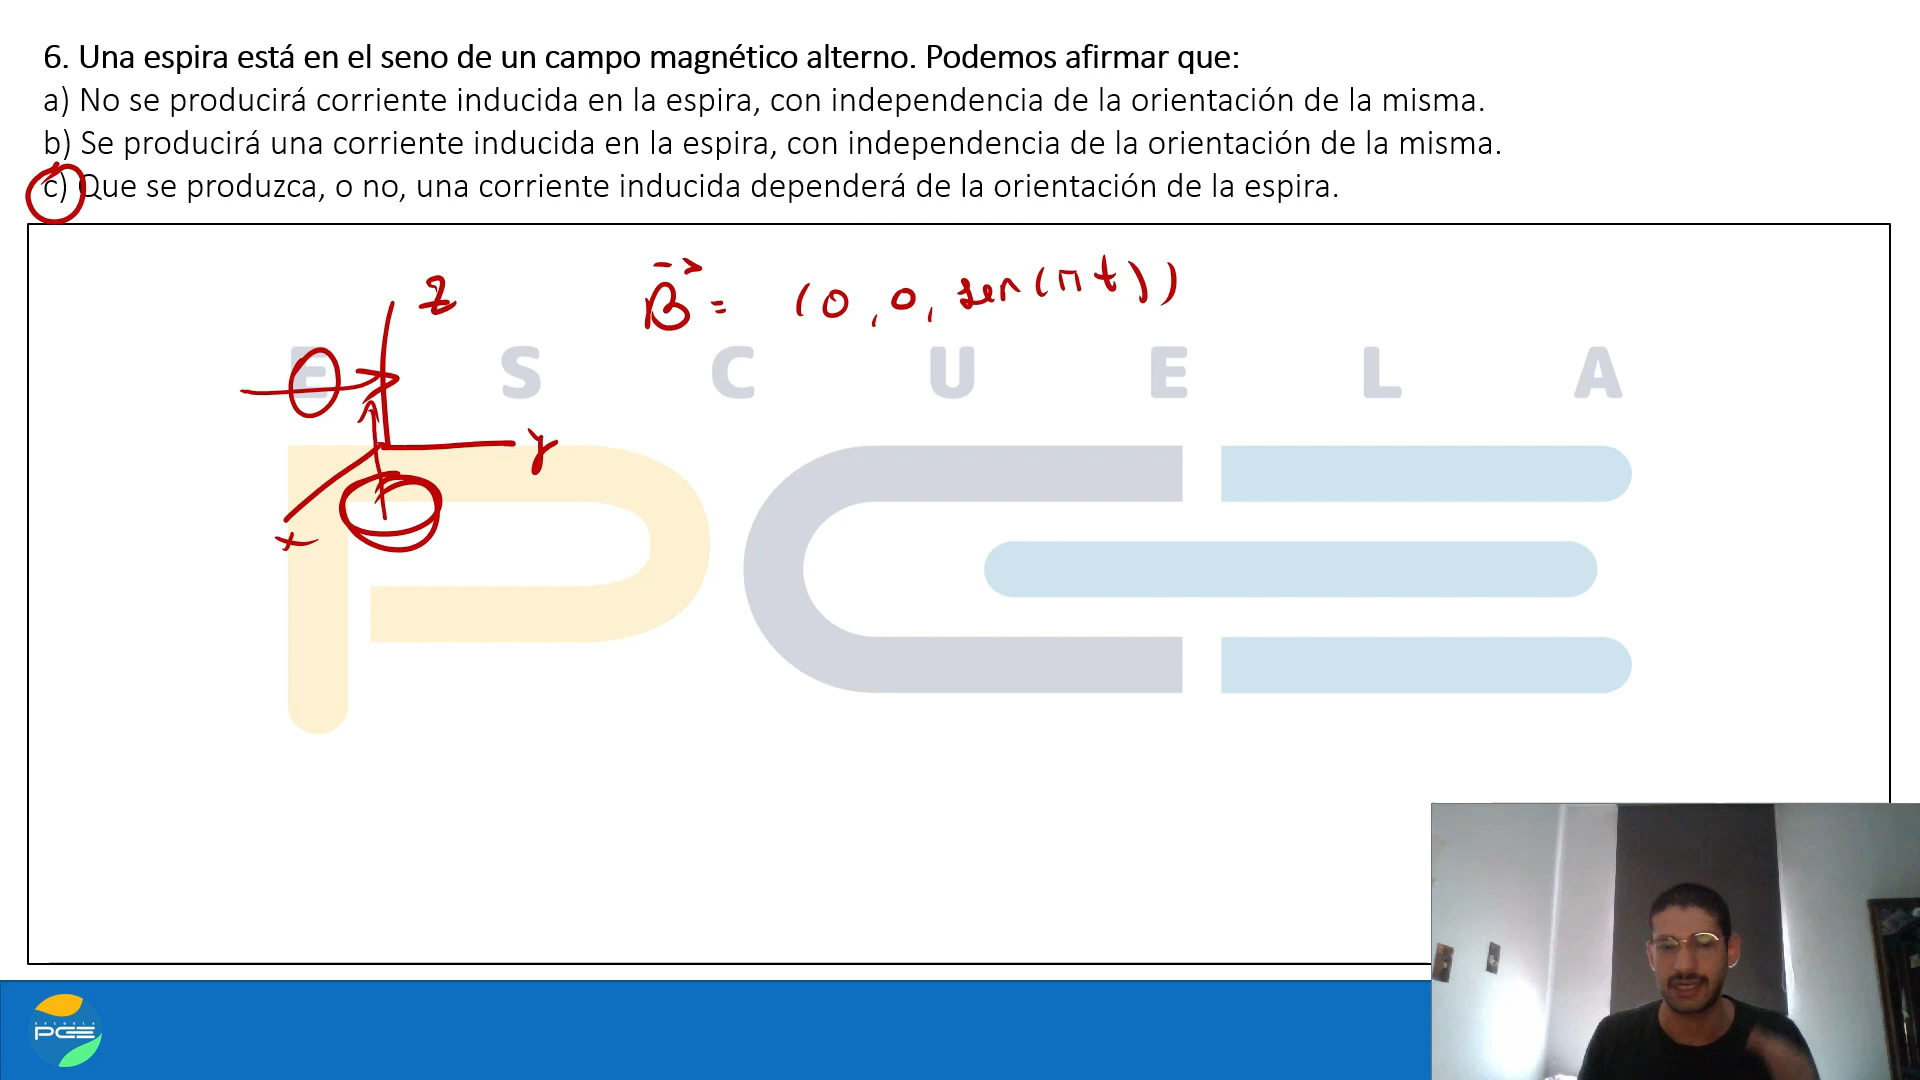 6. Una espira está en el seno de un campo magnético alterno. Podemos afirmar que:
a) No se producirá corriente inducida en la espira, con independencia de la orientación de la misma.
b) Se producirá una corriente inducida en la espira, con independencia de la orientación de la misma.
c) Que se produzca, o no, una corriente inducida dependerá de la orientación de la espira.
z
B = (0, 0, sen(πt))
ESCUELA
y
x
PCE
ESCUELA
PCE